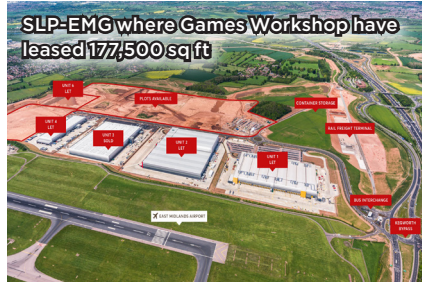 SLP-EMG where Games Workshop have
leased 177,500 sq ft
UNIT 6
LET
PLOTS AVAILABLE
UNIT 4
LET
UNIT 3
SOLD
UNIT 2
LET
UNIT 1
LET
CONTAINER STORAGE
RAIL FREIGHT TERMINAL
BUS INTERCHANGE
KEGWORTH
BYPASS
EAST MIDLANDS AIRPORT